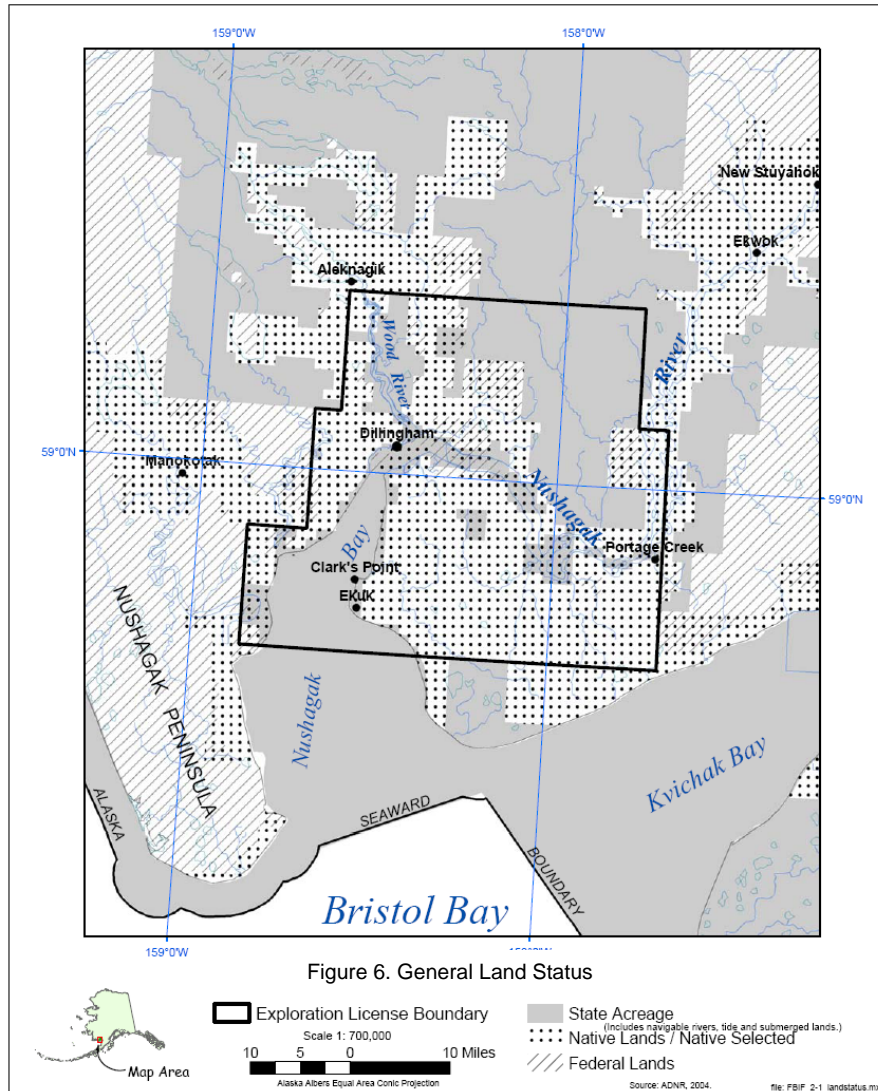 159°0'W
158°0'W
New Stuyahok
Ekwok
Aleknagik
Wood River
River
Dillingham
59°0'N
Manokotak
59°0'N
Nushagak
Portage Creek
Bay
Clark's Point
Ekuk
NUSHAGAK PENINSULA
Nushagak
Kvichak Bay
ALASKA
SEAWARD
BOUNDARY
Bristol Bay
159°0'W
Figure 6. General Land Status
Exploration License Boundary
Scale 1: 700,000
10 5 0 10 Miles
Alaska Albers Equal Area Conic Projection
Map Area
State Acreage
(Includes navigable rivers, tide and submerged lands.)
Native Lands / Native Selected
Federal Lands
Source: ADNR, 2004.
file: FBIF_2-1_landstatus.mx